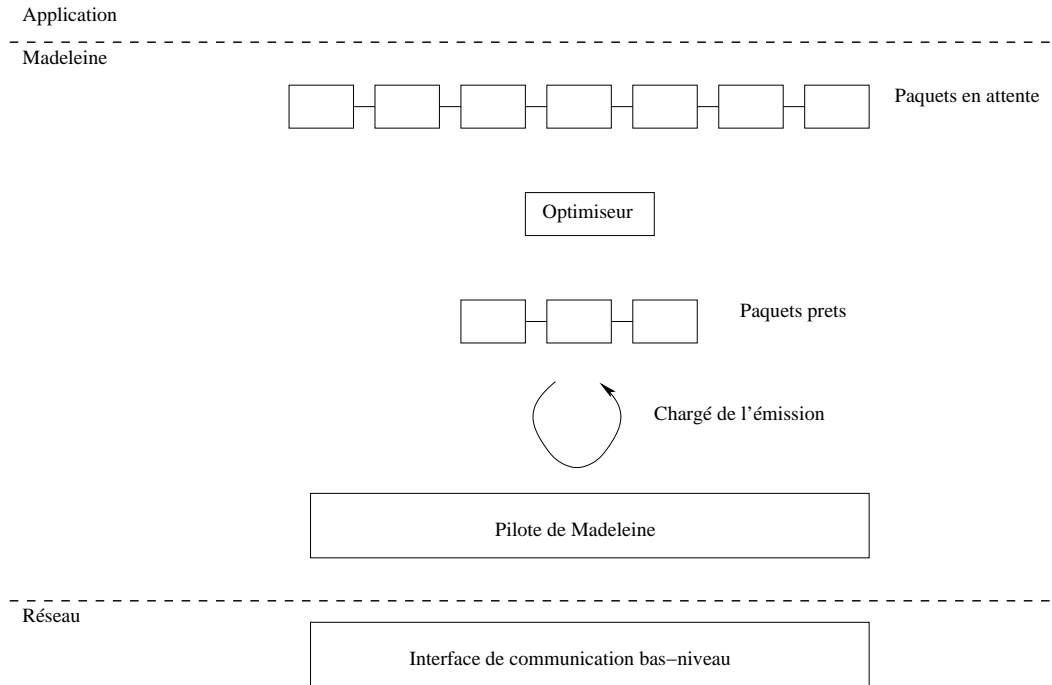 Application
Madeleine
Paquets en attente
Optimiseur
Paquets prets
Chargé de l'émission
Pilote de Madeleine
Réseau
Interface de communication bas−niveau